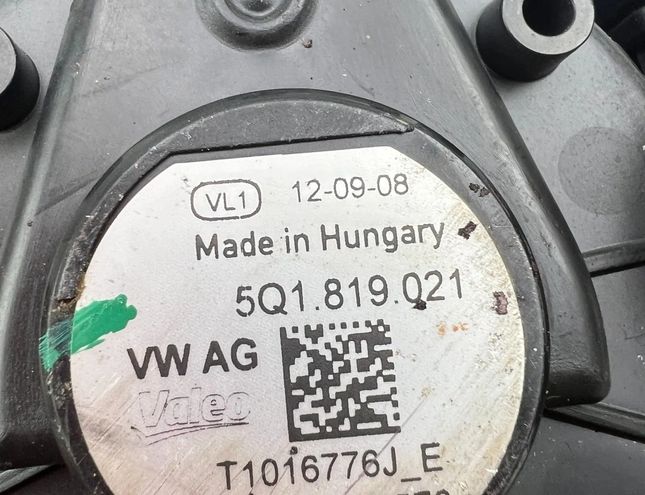 VL1 12-09-08
Made in Hungary
5Q1.819.021
VW AG
Valeo
T1016776J_E